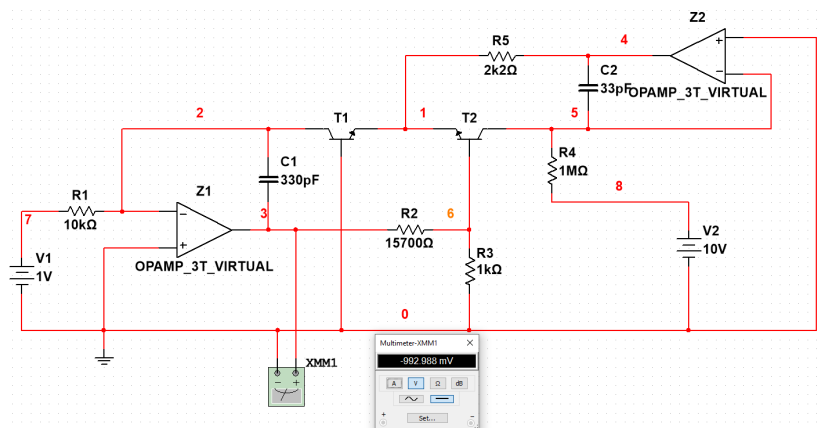 Z2
R5
4
2k2Ω
C2
33pF
OPAMP_3T_VIRTUAL
2
T1
1
T2
5
C1
330pF
R4
1MΩ
8
R1
7
10kΩ
Z1
3
R2
15700Ω
6
V1
1V
OPAMP_3T_VIRTUAL
R3
1kΩ
V2
10V
0
XMM1
Multimeter-XMM1
-992.988 mV
A V Ω dB
Set...